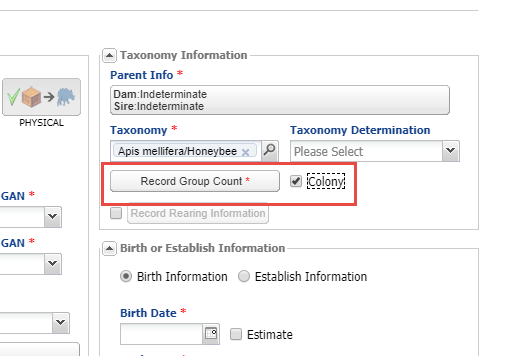 Taxonomy Information
Parent Info *
Dam:Indeterminate
Sire:Indeterminate
PHYSICAL
Taxonomy * Taxonomy Determination
Apis mellifera/Honeybee x Please Select
Record Group Count * Colony
GAN *
Record Rearing Information
GAN *
Birth or Establish Information
Birth Information Establish Information
Birth Date *
Estimate